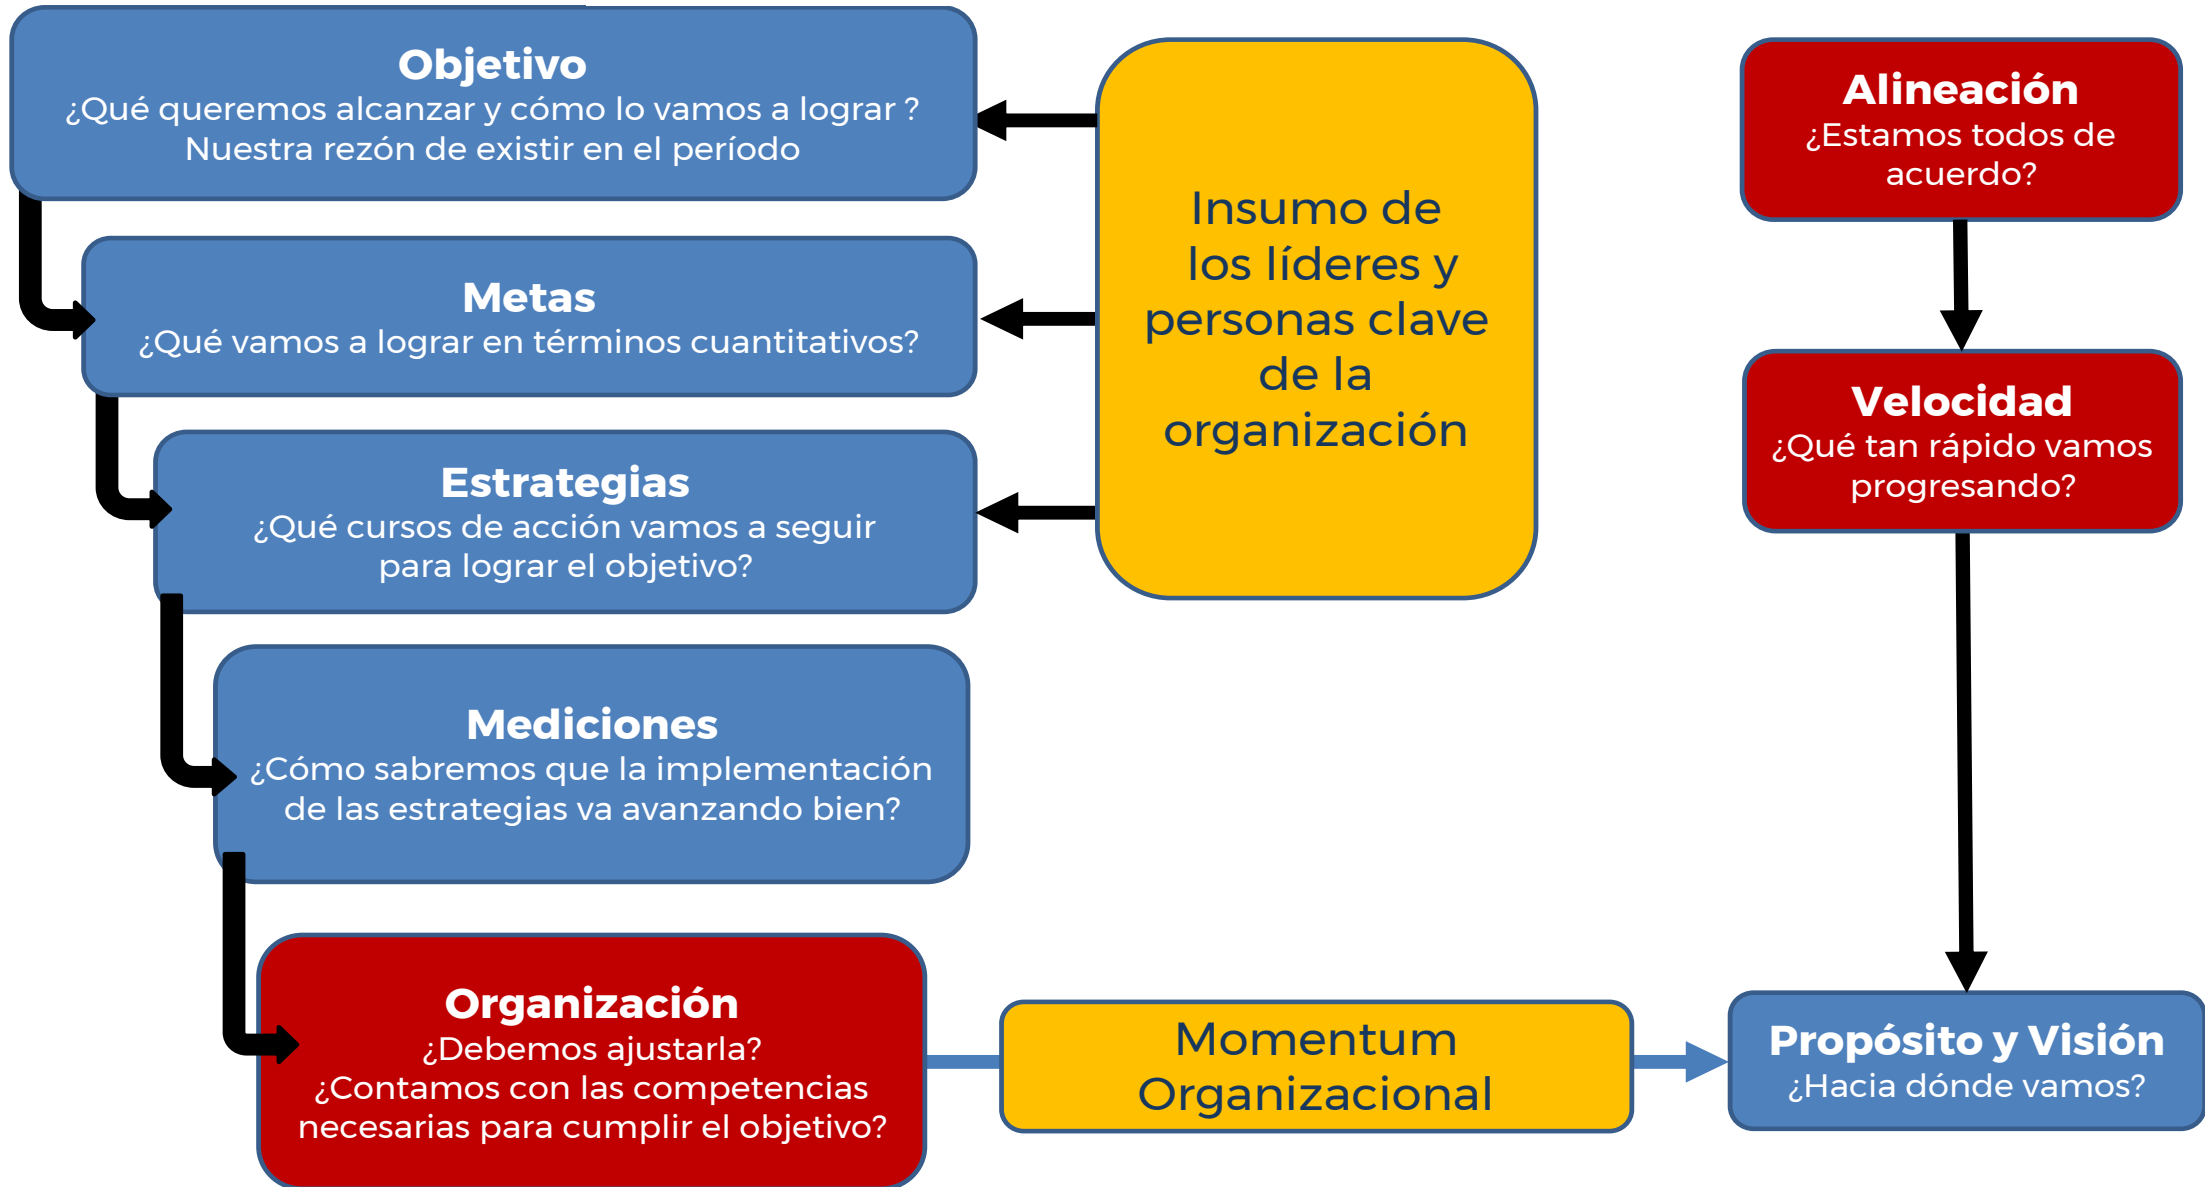 Objetivo
¿Qué queremos alcanzar y cómo lo vamos a lograr ?
Nuestra rezón de existir en el período
Metas
¿Qué vamos a lograr en términos cuantitativos?
Estrategias
¿Qué cursos de acción vamos a seguir
para lograr el objetivo?
Mediciones
¿Cómo sabremos que la implementación
de las estrategias va avanzando bien?
Organización
¿Debemos ajustarla?
¿Contamos con las competencias
necesarias para cumplir el objetivo?
Insumo de
los líderes y
personas clave
de la
organización
Momentum
Organizacional
Alineación
¿Estamos todos de
acuerdo?
Velocidad
¿Qué tan rápido vamos
progresando?
Propósito y Visión
¿Hacia dónde vamos?